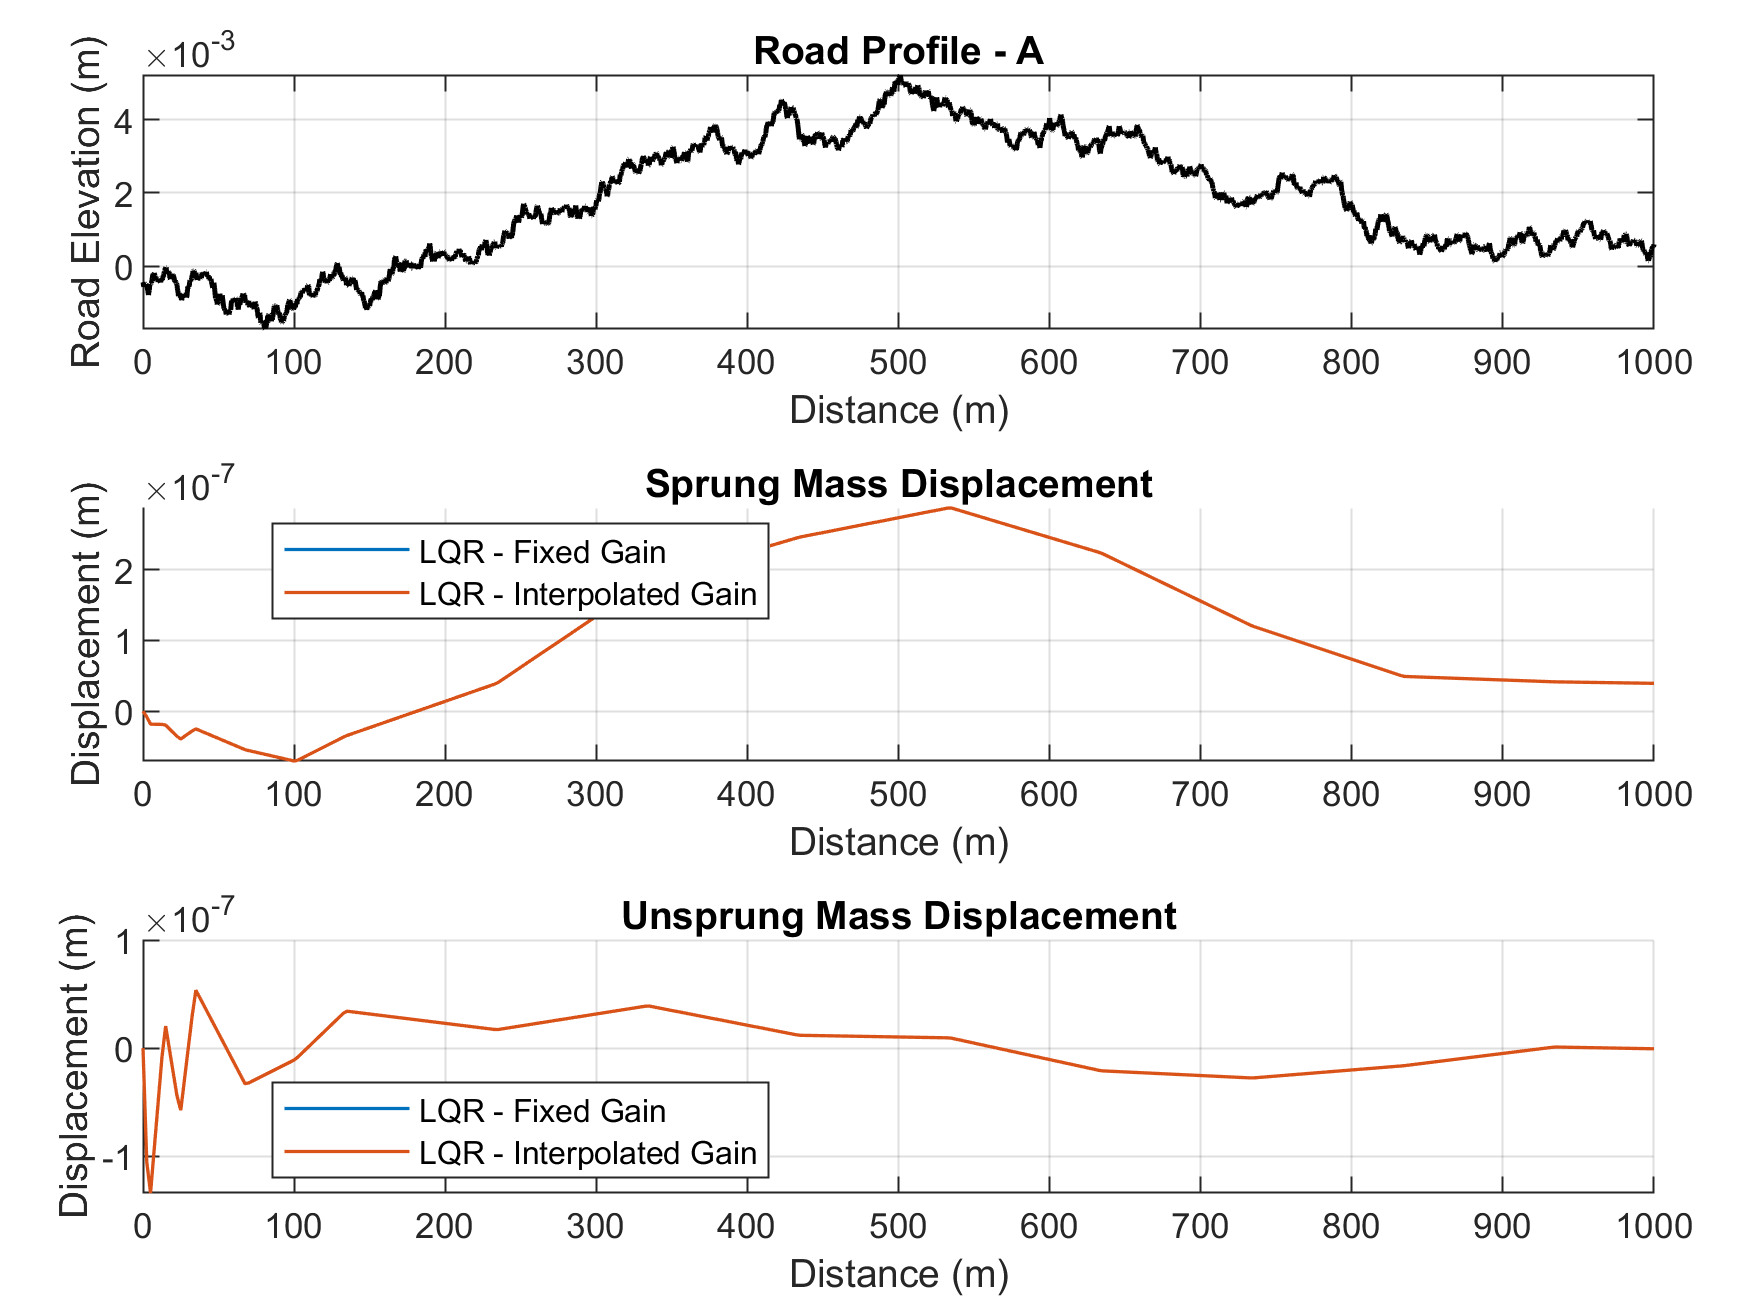 Road Profile - A
×10-3
Road Elevation (m)
4
2
0
0 100 200 300 400 500 600 700 800 900 1000
Distance (m)
Sprung Mass Displacement
×10-7
Displacement (m)
2
1
0
LQR - Fixed Gain
LQR - Interpolated Gain
0 100 200 300 400 500 600 700 800 900 1000
Distance (m)
Unsprung Mass Displacement
×10-7
Displacement (m)
1
0
-1
LQR - Fixed Gain
LQR - Interpolated Gain
0 100 200 300 400 500 600 700 800 900 1000
Distance (m)